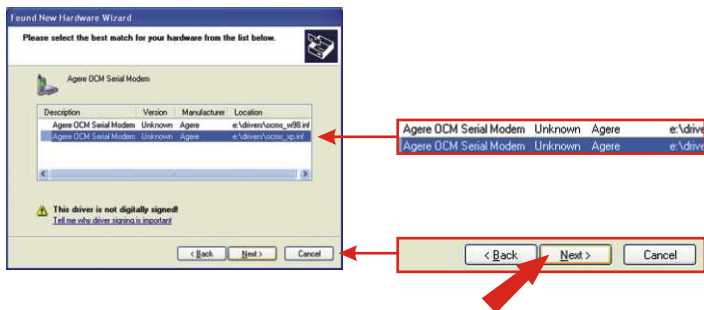 Found New Hardware Wizard
Please select the best match for your hardware from the list below.
Agere OCM Serial Modem
Description Version Manufacturer Location
Agere OCM Serial Modem Unknown Agere e:\drivers\ocms_w98.inf
Agere OCM Serial Modem Unknown Agere e:\drivers\ocms_xp.inf
This driver is not digitally signed!
Tell me why driver signing is important
< Back Next > Cancel
Agere OCM Serial Modem Unknown Agere e:\drive
Agere OCM Serial Modem Unknown Agere e:\drive
< Back Next > Cancel